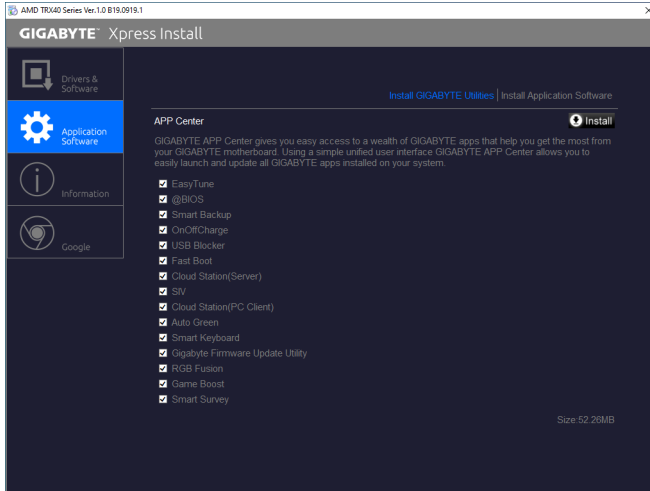 AMD TRX40 Series Ver.1.0 B19.0919.1
GIGABYTE™ Xpress Install
Drivers &
Software
Application
Software
Information
Google
Install GIGABYTE Utilities | Install Application Software
APP Center
Install
GIGABYTE APP Center gives you easy access to a wealth of GIGABYTE apps that help you get the most from
your GIGABYTE motherboard. Using a simple unified user interface GIGABYTE APP Center allows you to
easily launch and update all GIGABYTE apps installed on your system.
EasyTune
@BIOS
Smart Backup
OnOffCharge
USB Blocker
Fast Boot
Cloud Station(Server)
SIV
Cloud Station(PC Client)
Auto Green
Smart Keyboard
Gigabyte Firmware Update Utility
RGB Fusion
Game Boost
Smart Survey
Size:52.26MB